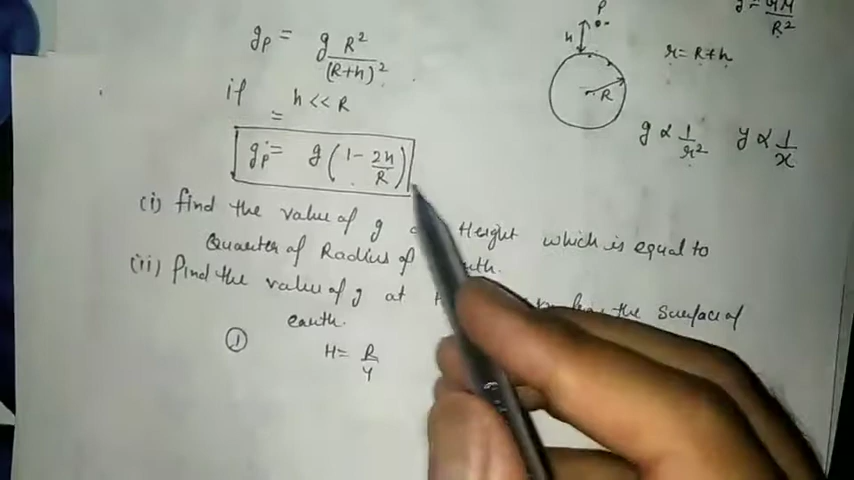 gp = g R²/(R+h)²
if h << R
gp = g (1 - 2h/R)
(i) find the value of g Height which is equal to
Quarter of Radius of
(ii) find the value of g at the surface of
earth.
① H = R/4
P
h
R
r = R+h
R²
g ∝ 1/r² y ∝ 1/x